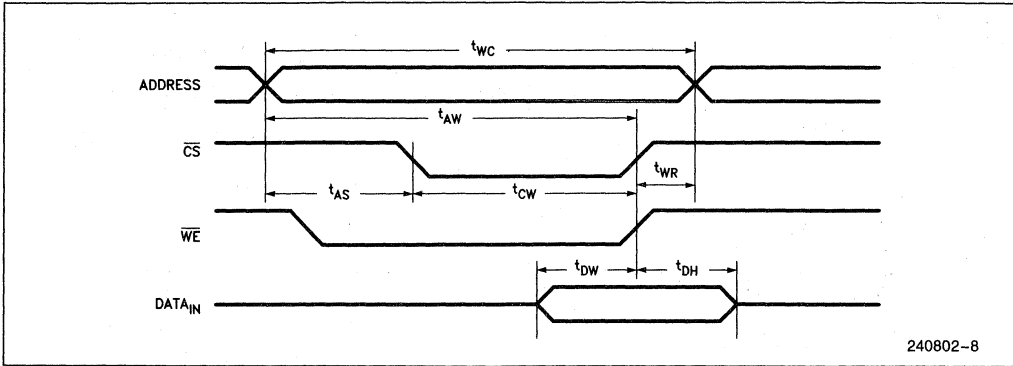 tWC
ADDRESS
tAW
CS
tWR
tAS
tCW
WE
tDW
tDH
DATAIN
240802-8